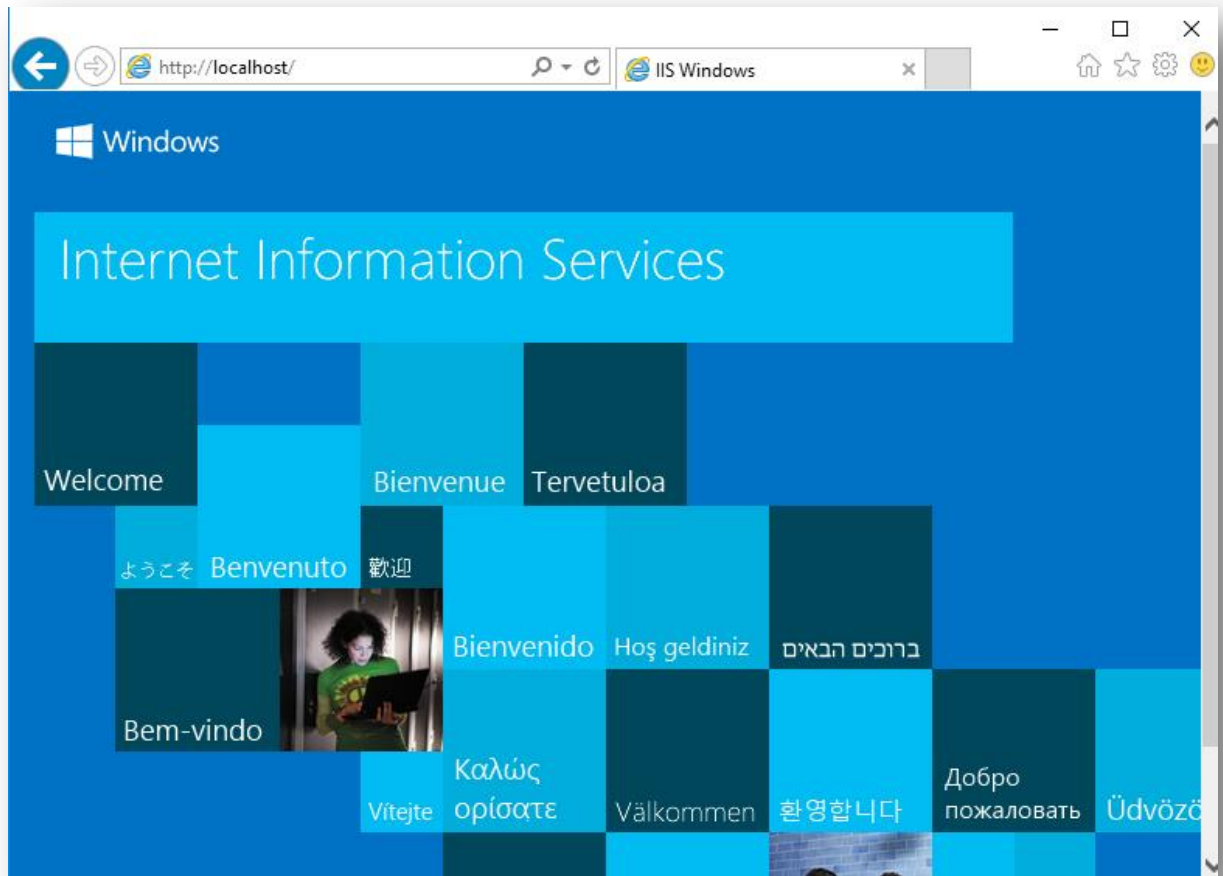 http://localhost/
IIS Windows
Windows
Internet Information Services
Welcome
Bienvenue
Tervetuloa
ようこそ
Benvenuto
歡迎
Bienvenido
Hoş geldiniz
ברוכים הבאים
Bem-vindo
Vítejte
Καλώς
ορίσατε
Välkommen
환영합니다
Добро
пожаловать
Üdvözö